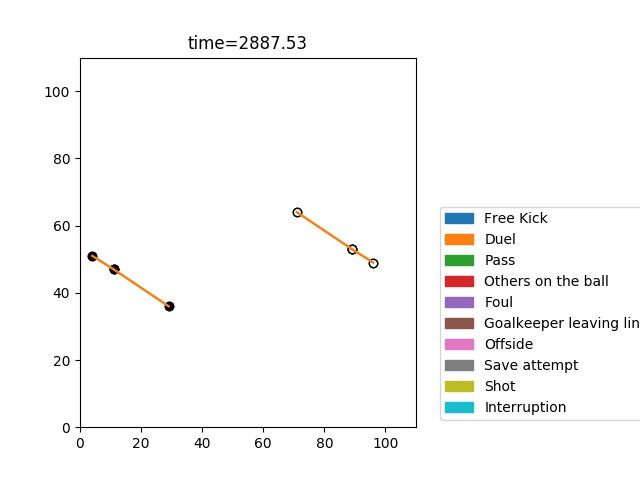 time=2887.53
100
80
60
40
20
0
0 20 40 60 80 100
Free Kick
Duel
Pass
Others on the ball
Foul
Goalkeeper leaving lin
Offside
Save attempt
Shot
Interruption